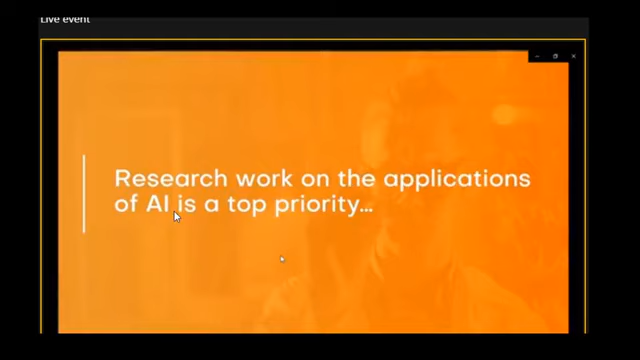 Live event
Research work on the applications
of AI is a top priority...